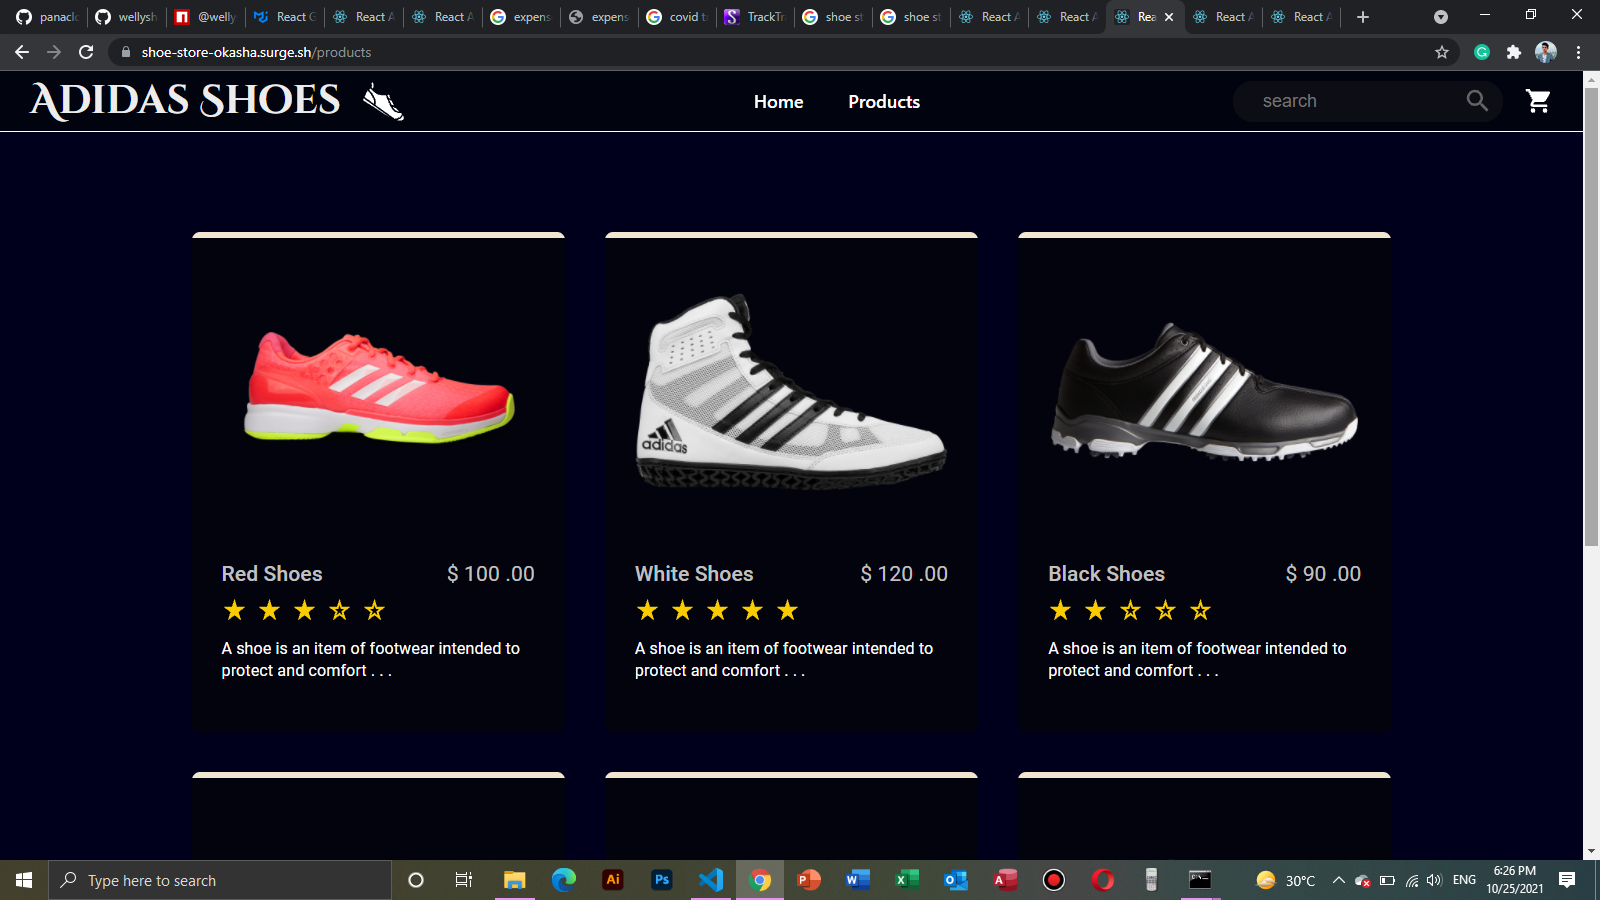 panaclo
wellysh
@welly
React G
React A
React A
expens
expens
covid t
TrackTr
shoe st
shoe st
React A
React A
Rea
React A
React A
shoe-store-okasha.surge.sh/products
Adidas Shoes
Home
Products
search
adidas
Red Shoes
$ 100 .00
White Shoes
$ 120 .00
Black Shoes
$ 90 .00
A shoe is an item of footwear intended to
protect and comfort . . .
A shoe is an item of footwear intended to
protect and comfort . . .
A shoe is an item of footwear intended to
protect and comfort . . .
Type here to search
Ai
Ps
30°C
ENG
6:26 PM
10/25/2021